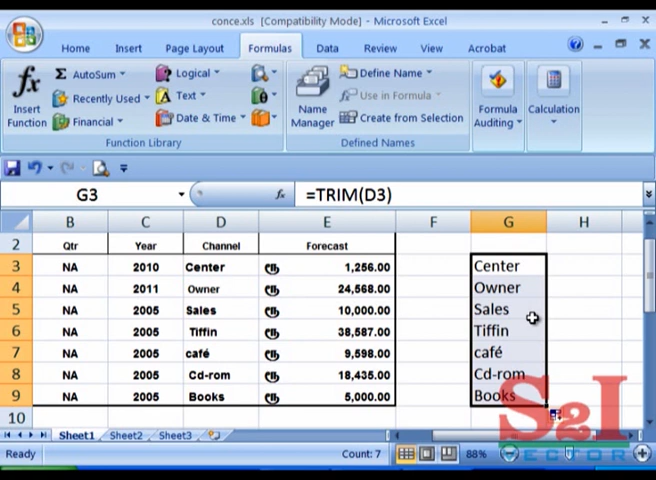 conce.xls [Compatibility Mode] - Microsoft Excel
Home Insert Page Layout Formulas Data Review View Acrobat
fx Σ AutoSum Logical Define Name
Recently Used A Text θ Use in Formula
Insert Function Financial Date & Time Name Manager Create from Selection Formula Auditing Calculation
Function Library Defined Names
G3 fx =TRIM(D3)
B C D E F G H
2 Qtr Year Channel Forecast
3 NA 2010 Center ரூ 1,256.00 Center
4 NA 2011 Owner ரூ 24,568.00 Owner
5 NA 2005 Sales ரூ 10,000.00 Sales
6 NA 2005 Tiffin ரூ 38,587.00 Tiffin
7 NA 2005 café ரூ 9,598.00 café
8 NA 2005 Cd-rom ரூ 18,435.00 Cd-rom
9 NA 2005 Books ரூ 5,000.00 Books
10
S2I
ECTOR
Sheet1 Sheet2 Sheet3
Ready Count: 7 88%